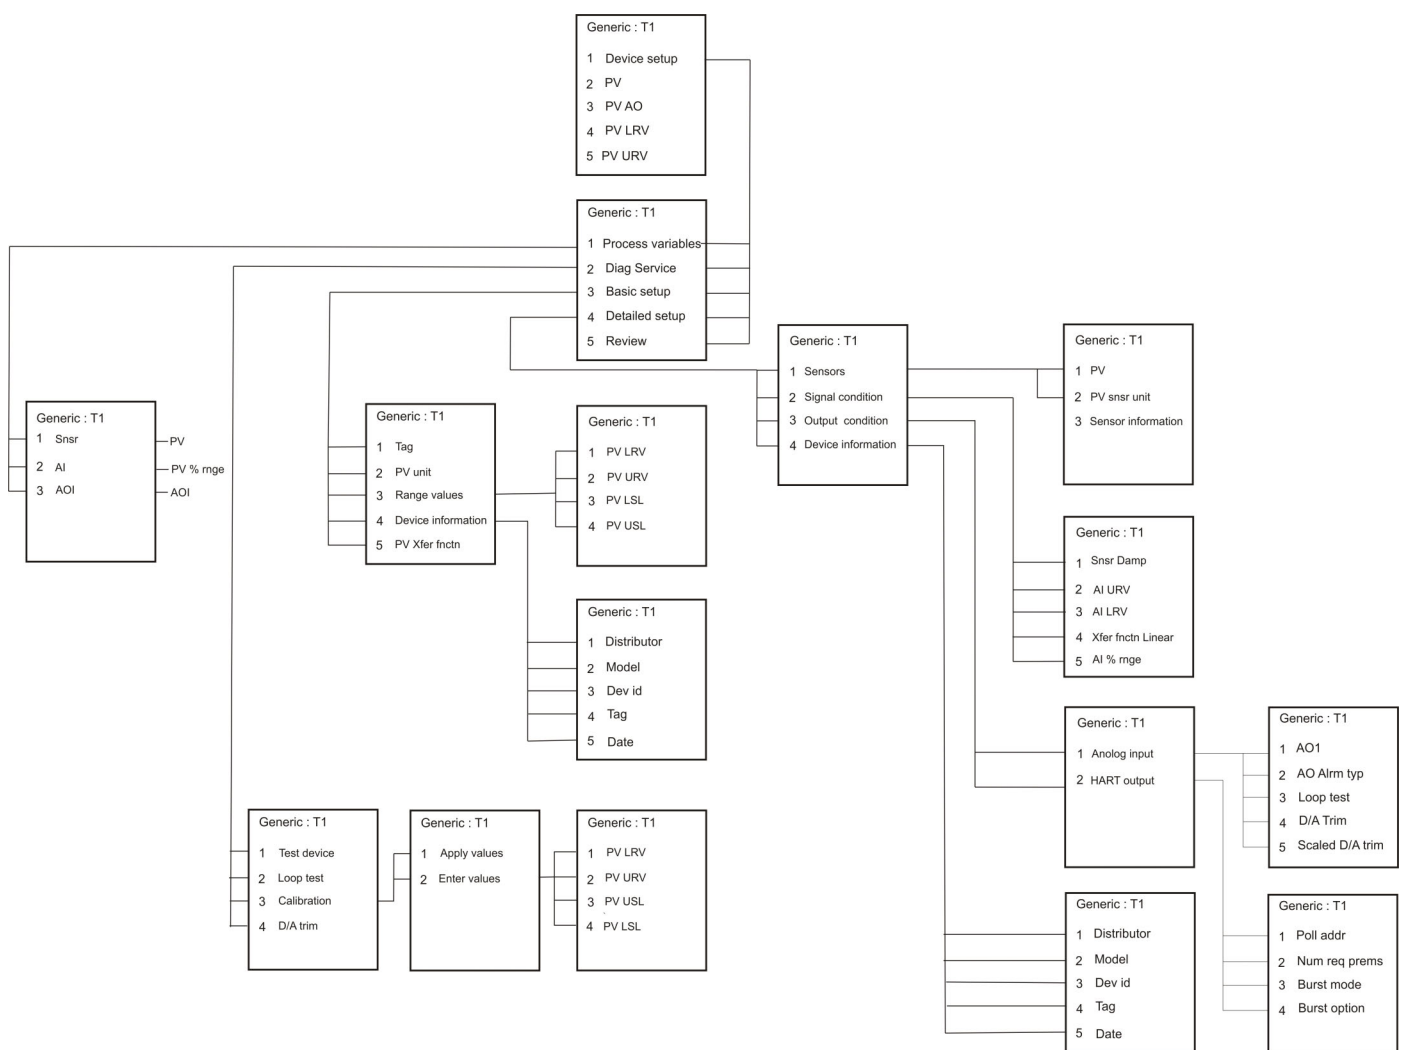 Generic : T1
1 Device setup
2 PV
3 PV AO
4 PV LRV
5 PV URV
Generic : T1
1 Process variables
2 Diag Service
3 Basic setup
4 Detailed setup
5 Review
Generic : T1
1 Sensors
2 Signal condition
3 Output condition
4 Device information
Generic : T1
1 PV
2 PV snsr unit
3 Sensor information
Generic : T1
1 Snsr
2 AI
3 AOI
PV
PV % rnge
AOI
Generic : T1
1 Tag
2 PV unit
3 Range values
4 Device information
5 PV Xfer fnctn
Generic : T1
1 PV LRV
2 PV URV
3 PV LSL
4 PV USL
Generic : T1
1 Snsr Damp
2 AI URV
3 AI LRV
4 Xfer fnctn Linear
5 AI % rnge
Generic : T1
1 Distributor
2 Model
3 Dev id
4 Tag
5 Date
Generic : T1
1 Anolog input
2 HART output
Generic : T1
1 AO1
2 AO Alrm typ
3 Loop test
4 D/A Trim
5 Scaled D/A trim
Generic : T1
1 Test device
2 Loop test
3 Calibration
4 D/A trim
Generic : T1
1 Apply values
2 Enter values
Generic : T1
1 PV LRV
2 PV URV
3 PV USL
4 PV LSL
Generic : T1
1 Distributor
2 Model
3 Dev id
4 Tag
5 Date
Generic : T1
1 Poll addr
2 Num req prems
3 Burst mode
4 Burst option